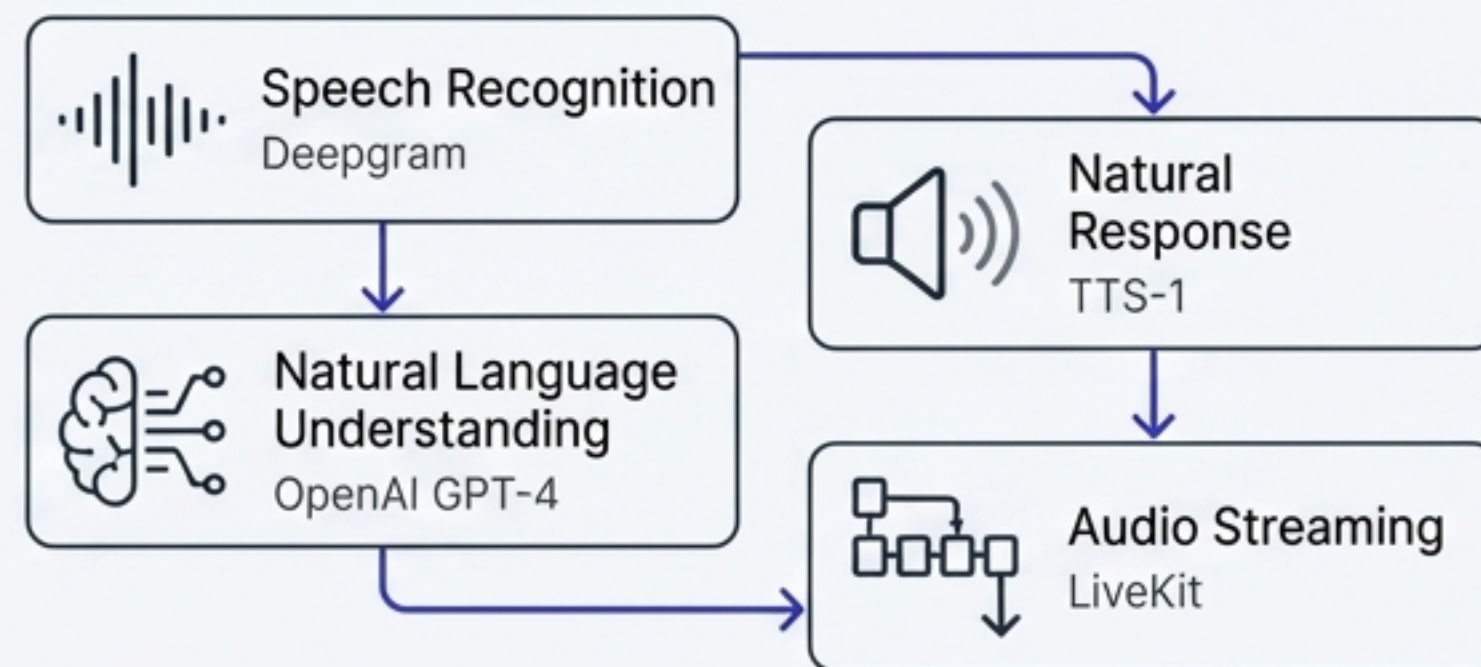 Speech Recognition
Deepgram
Natural Language
Understanding
OpenAI GPT-4
Natural
Response
TTS-1
Audio Streaming
LiveKit